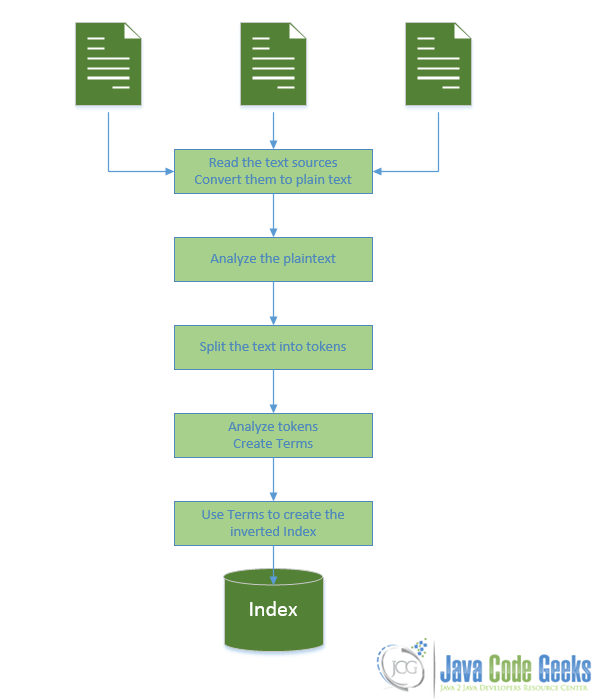 Read the text sources
Convert them to plain text
Analyze the plaintext
Split the text into tokens
Analyze tokens
Create Terms
Use Terms to create the
inverted Index
Index
JCG
Java Code Geeks
JAVA 2 JAVA DEVELOPERS RESOURCE CENTER